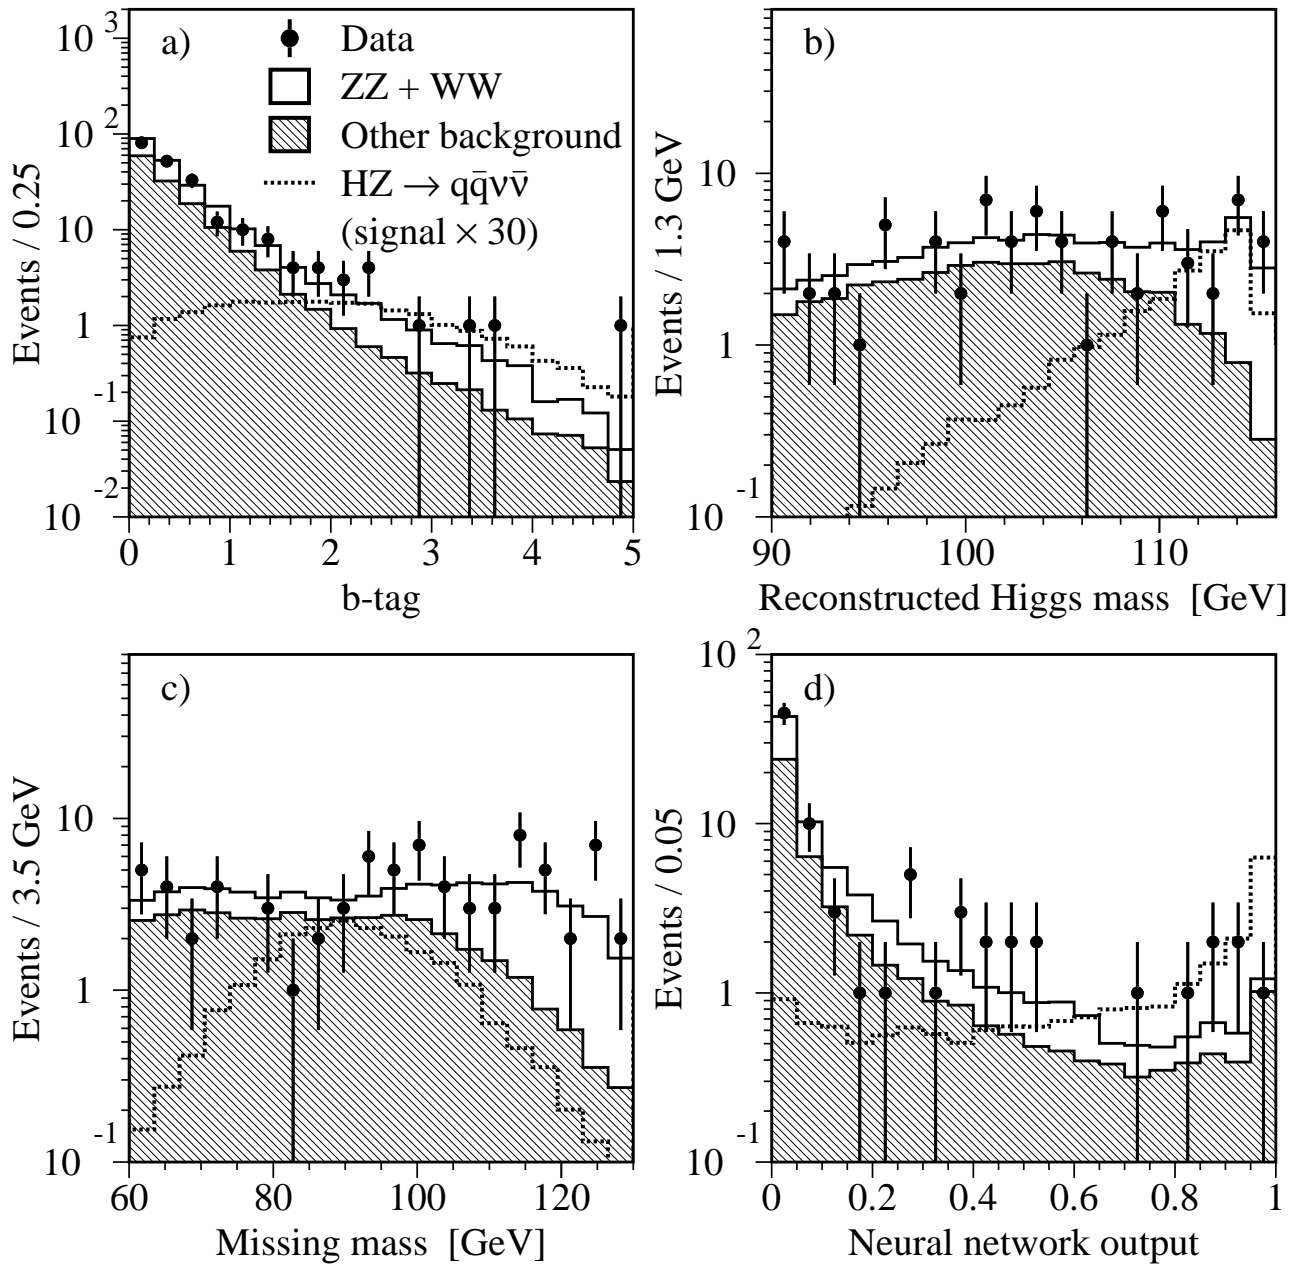 a)
Data
ZZ + WW
Other background
HZ → qq̄νν̄
(signal × 30)
Events / 0.25
10 3
10 2
10
1
10 -1
10 -2
0 1 2 3 4 5
b-tag
b)
Events / 1.3 GeV
10
1
10 -1
90 100 110
Reconstructed Higgs mass [GeV]
c)
Events / 3.5 GeV
10
1
10 -1
60 80 100 120
Missing mass [GeV]
d)
Events / 0.05
10 2
10
1
10 -1
0 0.2 0.4 0.6 0.8 1
Neural network output